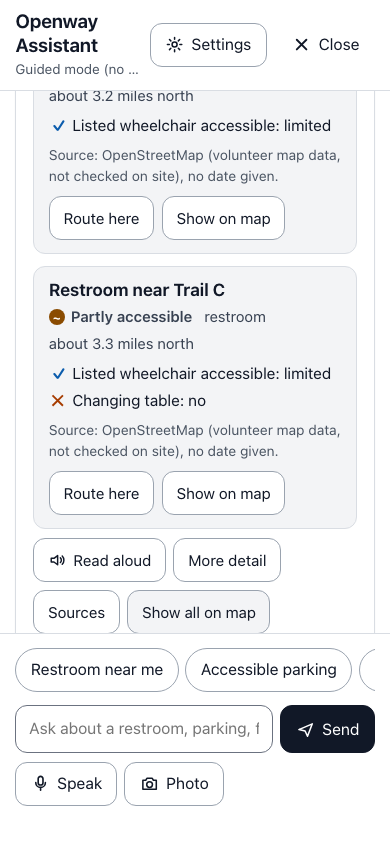 Openway
Assistant
Guided mode (no ...
Settings
Close
about 3.2 miles north
Listed wheelchair accessible: limited
Source: OpenStreetMap (volunteer map data,
not checked on site), no date given.
Route here
Show on map
Restroom near Trail C
~ Partly accessible restroom
about 3.3 miles north
Listed wheelchair accessible: limited
Changing table: no
Source: OpenStreetMap (volunteer map data,
not checked on site), no date given.
Route here
Show on map
Read aloud
More detail
Sources
Show all on map
Restroom near me
Accessible parking
Ask about a restroom, parking, f
Send
Speak
Photo